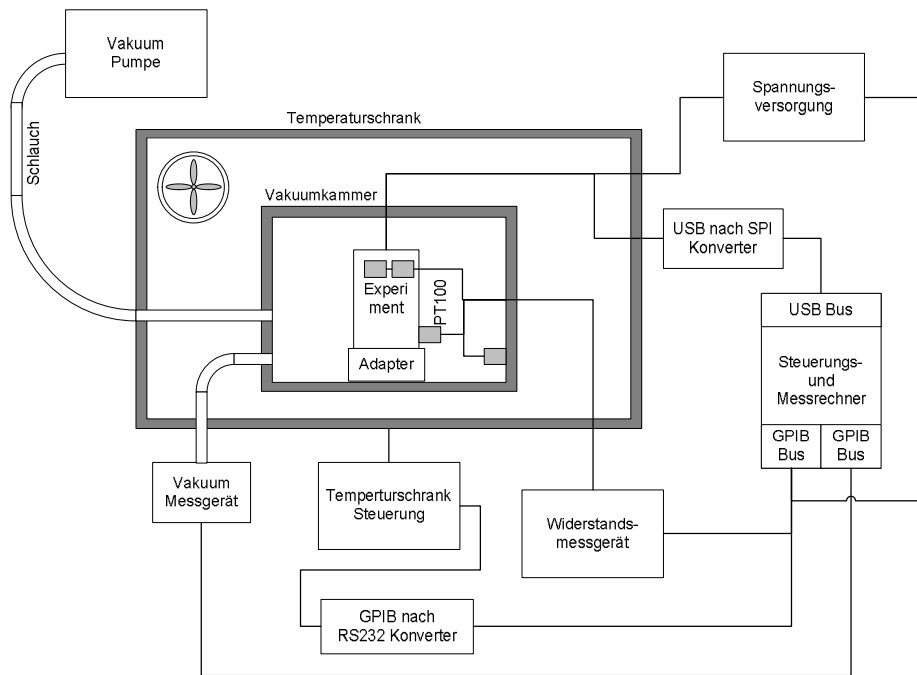 Vakuum
Pumpe
Schlauch
Temperaturschrank
Spannungs-
versorgung
Vakuumkammer
USB nach SPI
Konverter
Experi
ment
PT100
Adapter
USB Bus
Steuerungs-
und
Messrechner
GPIB
Bus
GPIB
Bus
Vakuum
Messgerät
Temperturschrank
Steuerung
Widerstands-
messgerät
GPIB nach
RS232 Konverter